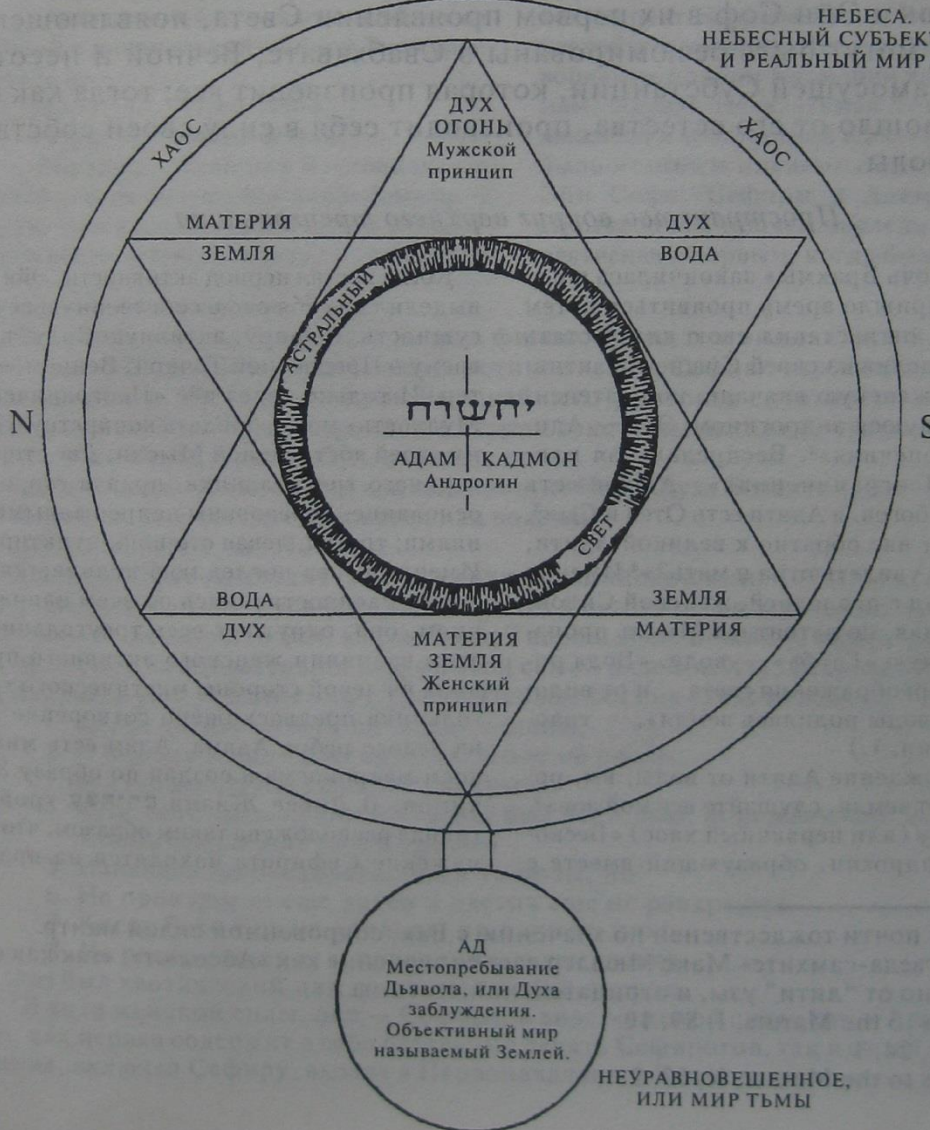 НЕБЕСА.
НЕБЕСНЫЙ СУБЪЕК
И РЕАЛЬНЫЙ МИР
ХАОС
ДУХ
ОГОНЬ
Мужской
принцип
ХАОС
МАТЕРИЯ
ЗЕМЛЯ
ДУХ
ВОДА
АСТРАЛЬНЫЙ
N
S
יהשוה
АДАМ КАДМОН
Андрогин
СВЕТ
ВОДА
ДУХ
ЗЕМЛЯ
МАТЕРИЯ
МАТЕРИЯ
ЗЕМЛЯ
Женский
принцип
АД
Местопребывание
Дьявола, или Духа
заблуждения.
Объективный мир
называемый Землей.
НЕУРАВНОВЕШЕННОЕ,
ИЛИ МИР ТЬМЫ